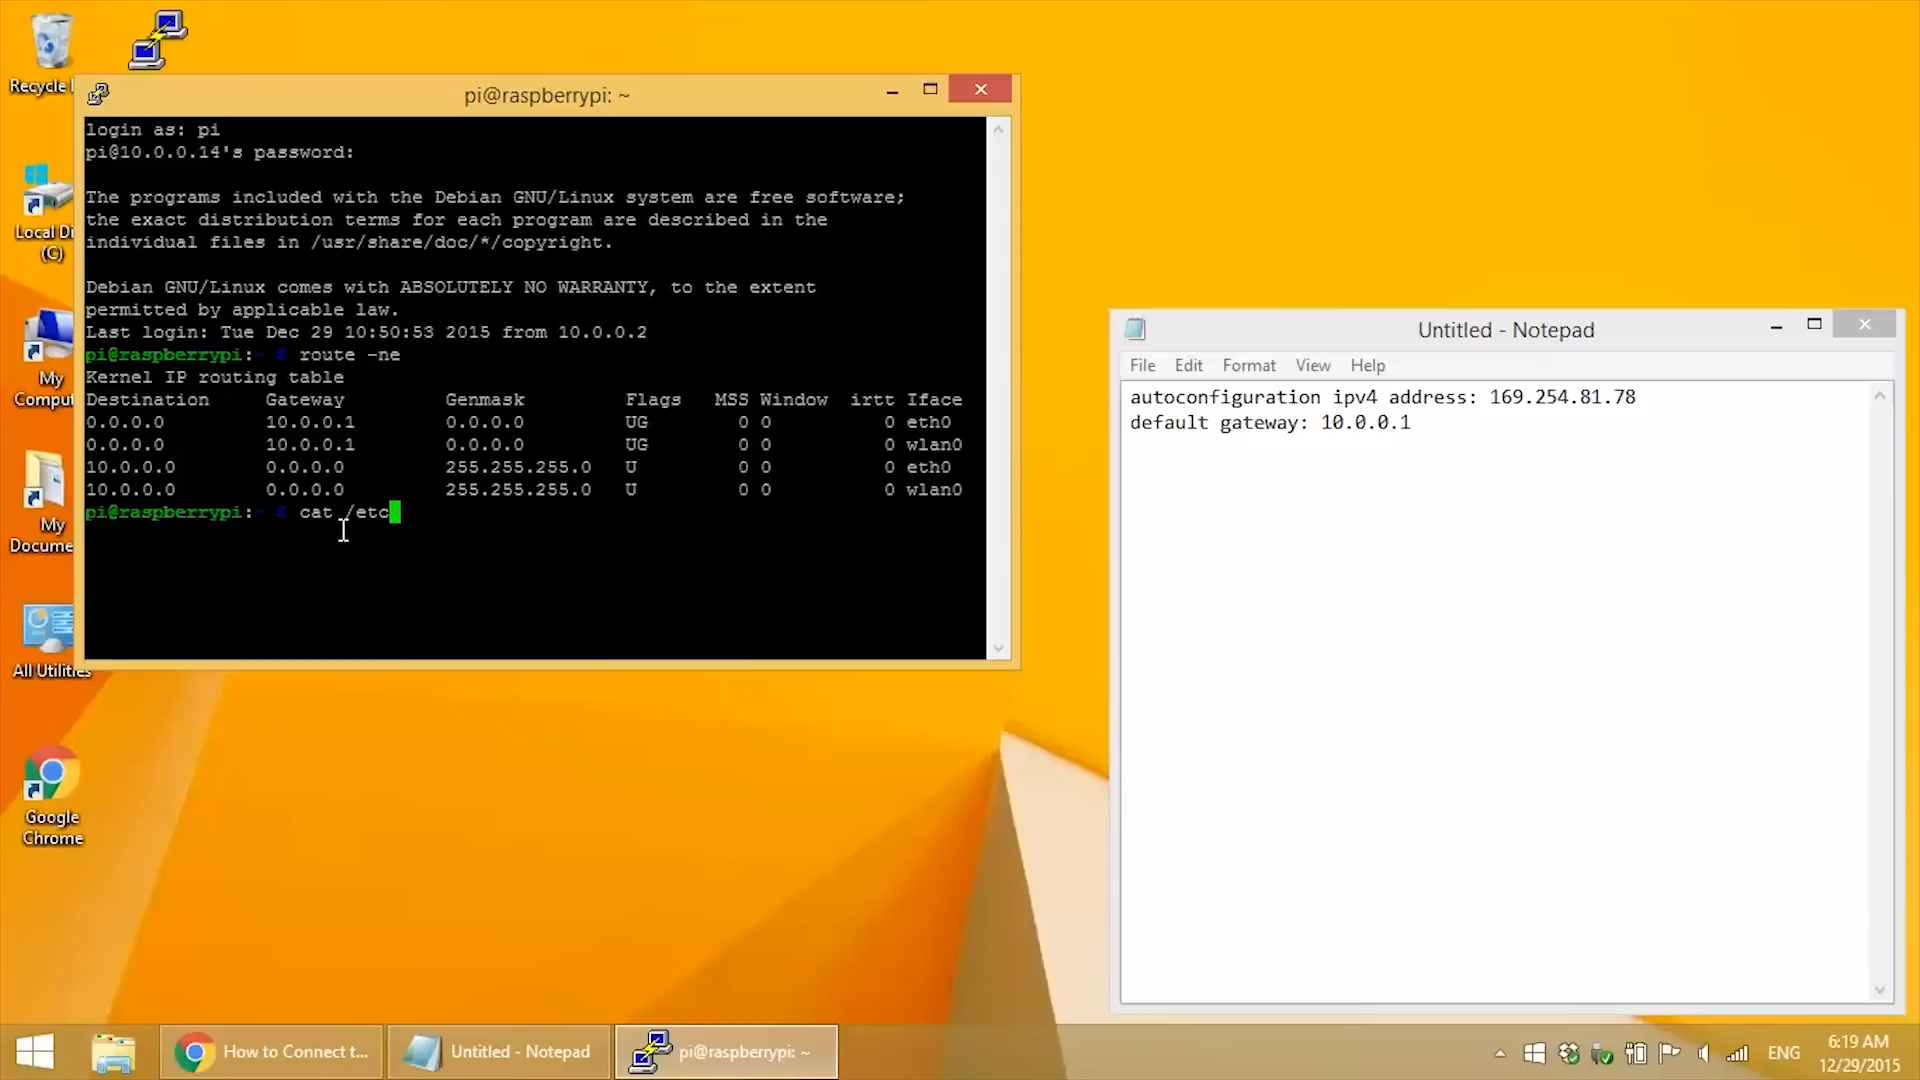 Recycle
Local Di
(C)
My
Comput
My
Docume
All Utilities
Google
Chrome
pi@raspberrypi: ~
login as: pi
pi@10.0.0.14's password:
The programs included with the Debian GNU/Linux system are free software;
the exact distribution terms for each program are described in the
individual files in /usr/share/doc/*/copyright.
Debian GNU/Linux comes with ABSOLUTELY NO WARRANTY, to the extent
permitted by applicable law.
Last login: Tue Dec 29 10:50:53 2015 from 10.0.0.2
pi@raspberrypi:~ $ route -ne
Kernel IP routing table
Destination Gateway Genmask Flags MSS Window irtt Iface
0.0.0.0 10.0.0.1 0.0.0.0 UG 0 0 0 eth0
0.0.0.0 10.0.0.1 0.0.0.0 UG 0 0 0 wlan0
10.0.0.0 0.0.0.0 255.255.255.0 U 0 0 0 eth0
10.0.0.0 0.0.0.0 255.255.255.0 U 0 0 0 wlan0
pi@raspberrypi:~ $ cat /etc
Untitled - Notepad
File Edit Format View Help
autoconfiguration ipv4 address: 169.254.81.78
default gateway: 10.0.0.1
How to Connect t...
Untitled - Notepad
pi@raspberrypi: ~
ENG
6:19 AM
12/29/2015